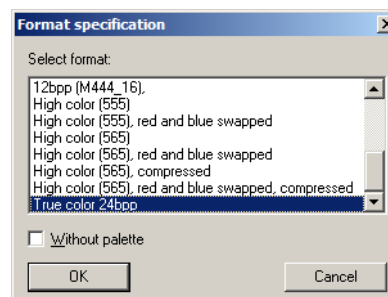 Format specification
Select format:
12bpp (M444_16),
High color (555)
High color (555), red and blue swapped
High color (565)
High color (565), red and blue swapped
High color (565), compressed
High color (565), red and blue swapped, compressed
True color 24bpp
Without palette
OK
Cancel